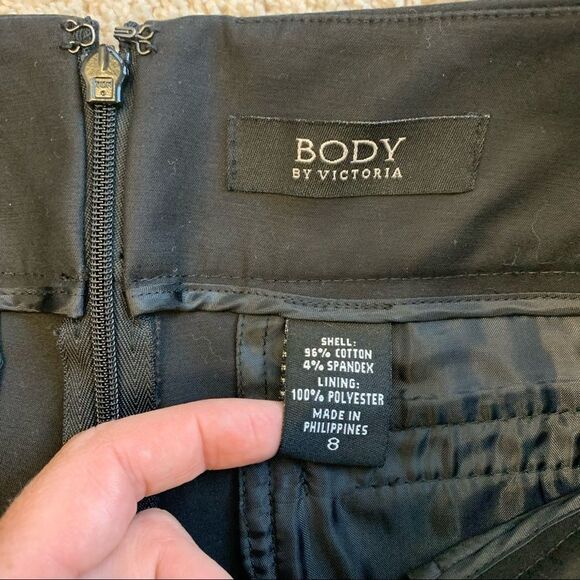 BODY
BY VICTORIA
SHELL:
96% COTTON
4% SPANDEX
LINING:
100% POLYESTER
MADE IN
PHILIPPINES
8